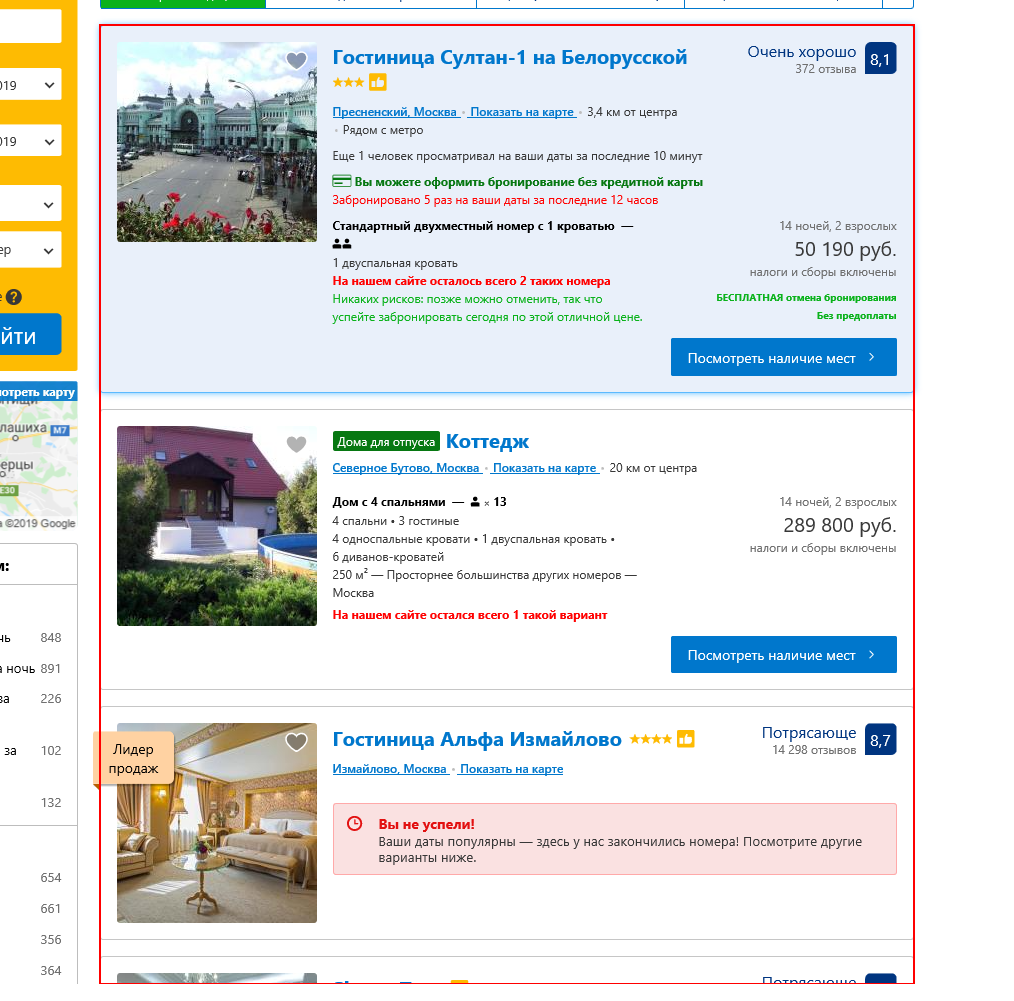 019
019
ер
?
йти
отреть карту
лашиха
М7
ерцы
E30
©2019 Google
м:
чь 848
а ночь 891
ва 226
за 102
132
654
661
356
364
Гостиница Султан-1 на Белорусской
Очень хорошо 8,1
372 отзыва
Пресненский, Москва • Показать на карте • 3,4 км от центра
• Рядом с метро
Еще 1 человек просматривал на ваши даты за последние 10 минут
Вы можете оформить бронирование без кредитной карты
Забронировано 5 раз на ваши даты за последние 12 часов
Стандартный двухместный номер с 1 кроватью —
1 двуспальная кровать
На нашем сайте осталось всего 2 таких номера
Никаких рисков: позже можно отменить, так что
успейте забронировать сегодня по этой отличной цене.
14 ночей, 2 взрослых
50 190 руб.
налоги и сборы включены
БЕСПЛАТНАЯ отмена бронирования
Без предоплаты
Посмотреть наличие мест
Дома для отпуска Коттедж
Северное Бутово, Москва • Показать на карте • 20 км от центра
Дом с 4 спальнями — × 13
4 спальни • 3 гостиные
4 односпальные кровати • 1 двуспальная кровать •
6 диванов-кроватей
250 м² — Просторнее большинства других номеров —
Москва
На нашем сайте остался всего 1 такой вариант
14 ночей, 2 взрослых
289 800 руб.
налоги и сборы включены
Посмотреть наличие мест
Лидер
продаж
Гостиница Альфа Измайлово
Потрясающе 8,7
14 298 отзывов
Измайлово, Москва • Показать на карте
Вы не успели!
Ваши даты популярны — здесь у нас закончились номера! Посмотрите другие
варианты ниже.
Потрясающе